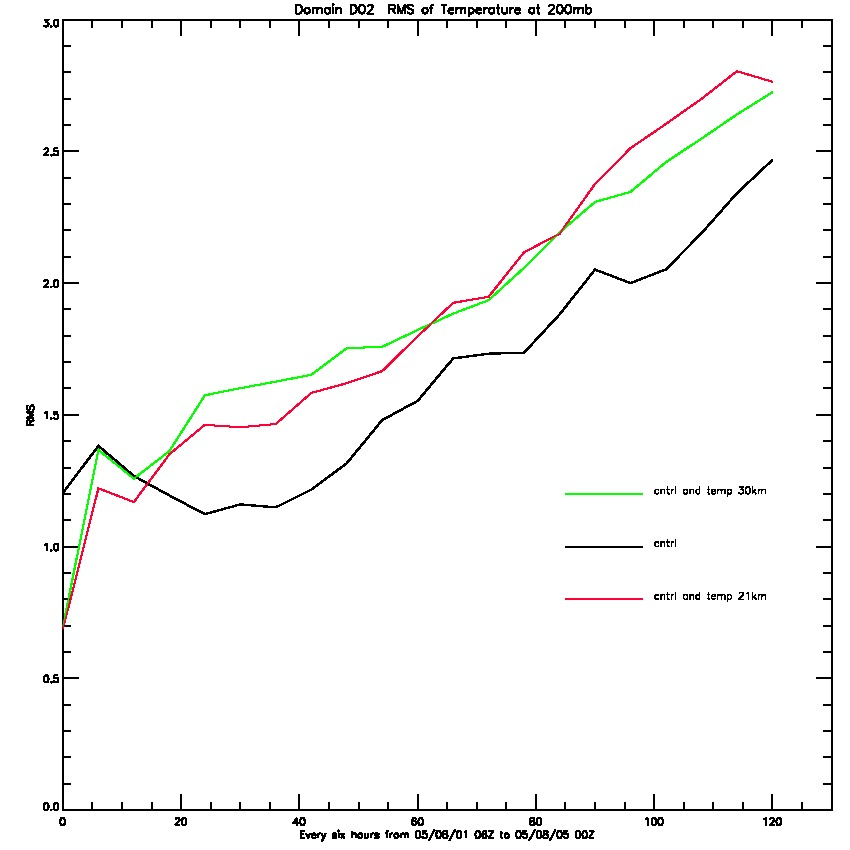 Domain D02 RMS of Temperature at 200mb
3.0
2.5
2.0
1.5
1.0
0.5
0.0
RMS
cntrl and temp 30km
cntrl
cntrl and temp 21km
0 20 40 60 80 100 120
Every six hours from 05/08/01 06Z to 05/08/05 00Z